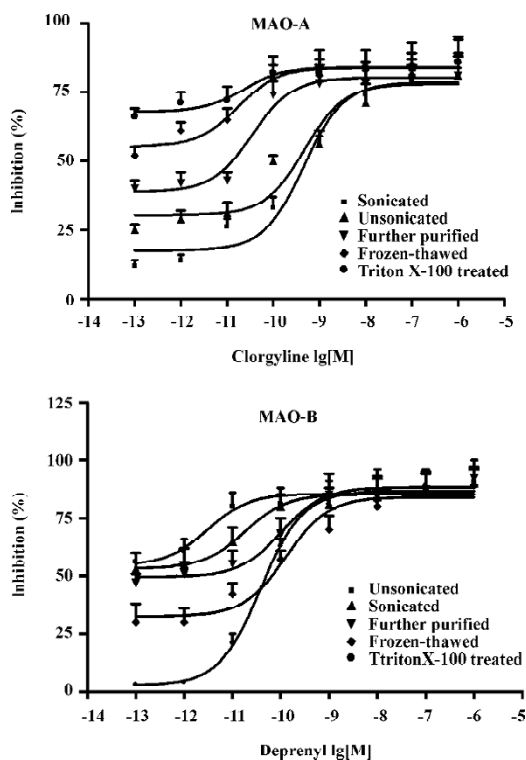 MAO-A
100
75
50
25
0
Inhibition (%)
Sonicated
Unsonicated
Further purified
Frozen-thawed
Triton X-100 treated
-14 -13 -12 -11 -10 -9 -8 -7 -6 -5
Clorgyline lg[M]
MAO-B
125
100
75
50
25
0
Inhibition (%)
Unsonicated
Sonicated
Further purified
Frozen-thawed
TtritonX-100 treated
-14 -13 -12 -11 -10 -9 -8 -7 -6 -5
Deprenyl lg[M]